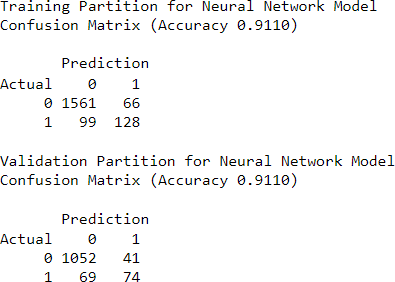 Training Partition for Neural Network Model
Confusion Matrix (Accuracy 0.9110)
Prediction
Actual 0 1
0 1561 66
1 99 128
Validation Partition for Neural Network Model
Confusion Matrix (Accuracy 0.9110)
Prediction
Actual 0 1
0 1052 41
1 69 74